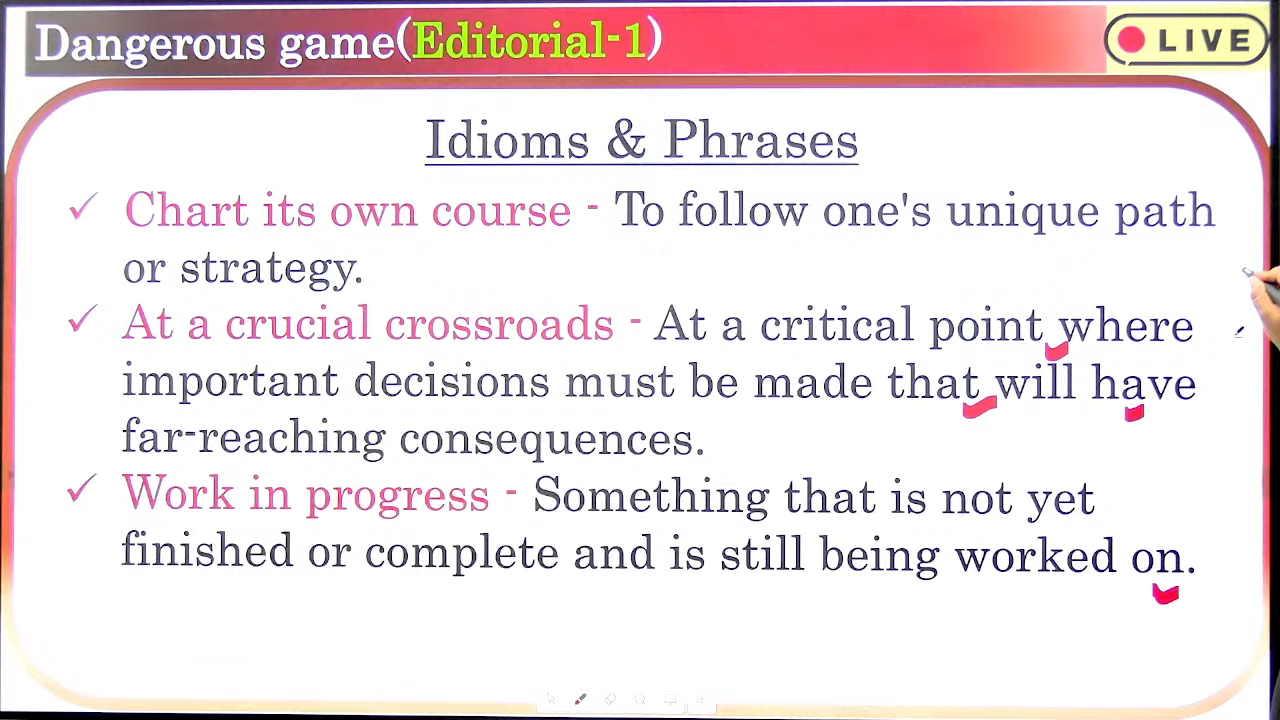 Dangerous game(Editorial-1)
LIVE
Idioms & Phrases
✓ Chart its own course - To follow one's unique path
or strategy.
✓ At a crucial crossroads - At a critical point where
important decisions must be made that will have
far-reaching consequences.
✓ Work in progress - Something that is not yet
finished or complete and is still being worked on.